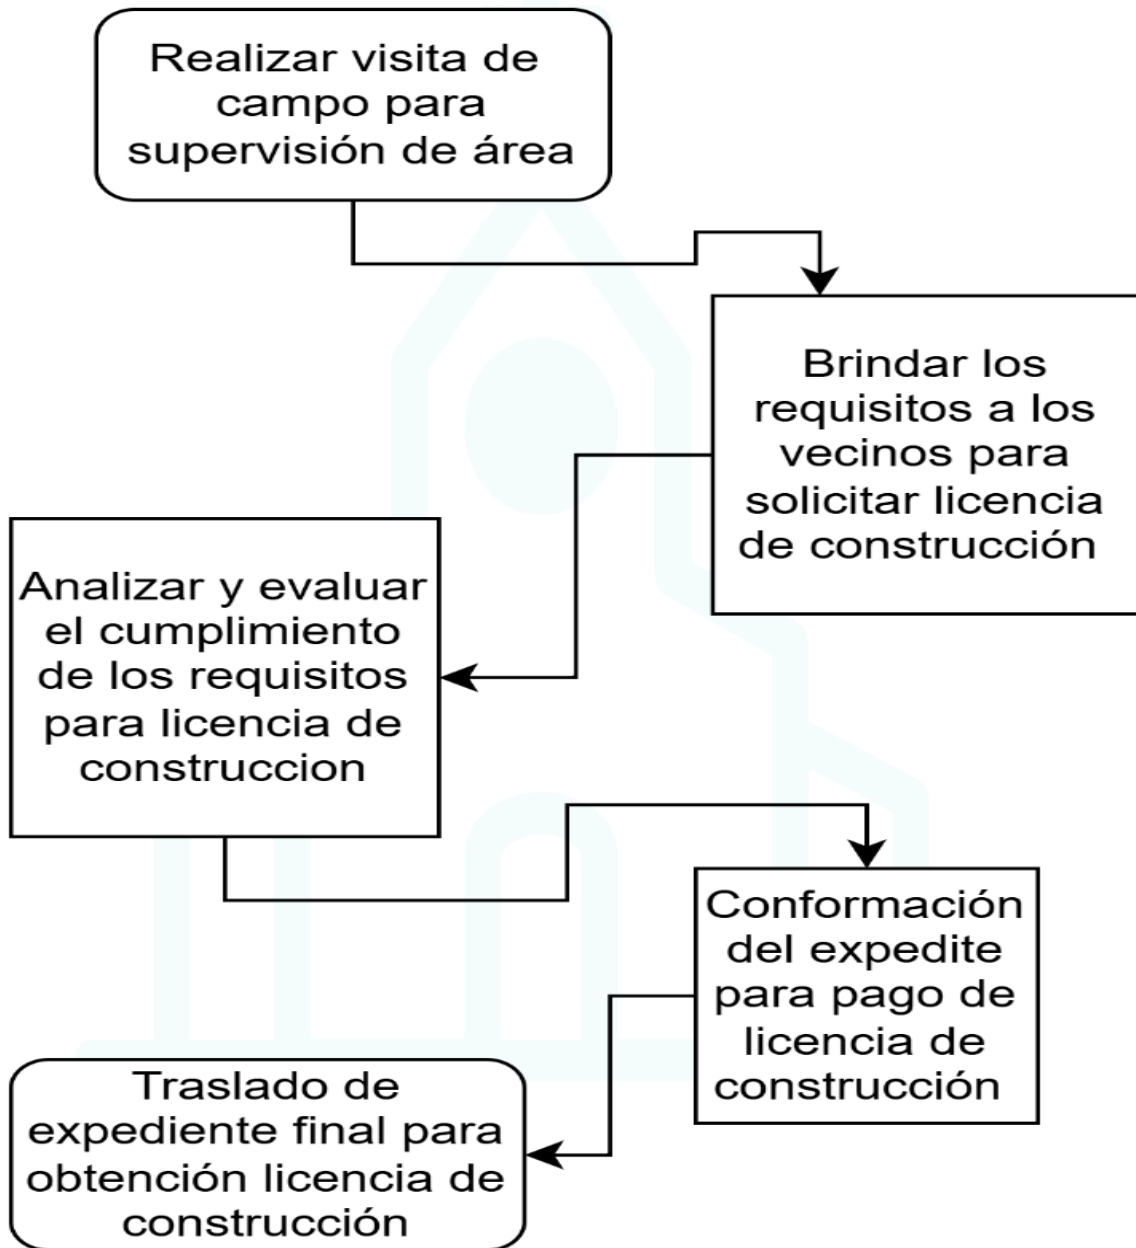 Realizar visita de
campo para
supervisión de área
Brindar los
requisitos a los
vecinos para
solicitar licencia
de construcción
Analizar y evaluar
el cumplimiento
de los requisitos
para licencia de
construccion
Conformación
del expedite
para pago de
licencia de
construcción
Traslado de
expediente final para
obtención licencia de
construcción